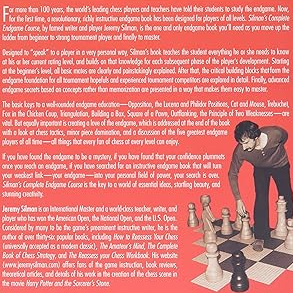 For more than 100 years, the world's leading chess players and teachers have told their students to study the endgame. Now,
for the first time, a revolutionary, richly instructive endgame book has been designed for players of all levels. Silman's
Complete Endgame Course, by famed writer and player Jeremy Silman, is the one and only endgame book you'll need as you move up the
ladder from beginner to strong tournament player and finally to master.
Designed to "speak" to a player in a very personal way, Silman's book teaches the student everything he or she needs to know
at his or her current rating level, and builds on that knowledge for each subsequent phase of the player's development. Starting
at the beginner's level, all basic mates are clearly and painstakingly explained. After that, the critical building blocks that form the
endgame foundation for all tournament hopefuls and experienced tournament competitors are explored in detail. Finally, advanced
endgame secrets based on concepts rather than memorization are presented in a way that makes them easy to master.
The basic keys to a well-rounded endgame education—Opposition, the Lucena and Philidor Positions, Cat and Mouse, Trebuchet,
Fox in the Chicken Coup, Triangulation, Building a Box, Square of a Pawn, Outflanking, the Principle of Two Weaknesses—are
vital. But equally important is creating a love of the endgame, which is addressed at the end of the book
with a look at chess tactics, minor piece domination, and a discussion of the five greatest endgame
players of all time—all things that every fan of chess at every level can enjoy.
If you have found the endgame to be a mystery, if you have found that your confidence plummets
once you reach an endgame, if you have searched for an instructive endgame book that will turn
your weakest link—your endgame—into your personal field of power, your search is over.
Silman's Complete Endgame Course is the key to a world of essential ideas, startling beauty, and
stunning creativity.
Jeremy Silman is an International Master and a world-class teacher, writer, and
player who has won the American Open, the National Open, and the U.S. Open.
Considered by many to be the game's preeminent instructive writer, he is
the author of over thirty-six popular books, including How to Reassess Your Chess
(universally accepted as a modern classic), The Amateur's Mind, The Complete
Book of Chess Strategy, and The Reassess your Chess Workbook. His website
(www.jeremysilman.com) offers fans of the game instruction, book reviews,
theoretical articles, and details of his work in the creation of the chess scene in
the movie Harry Potter and the Sorcerer's Stone.